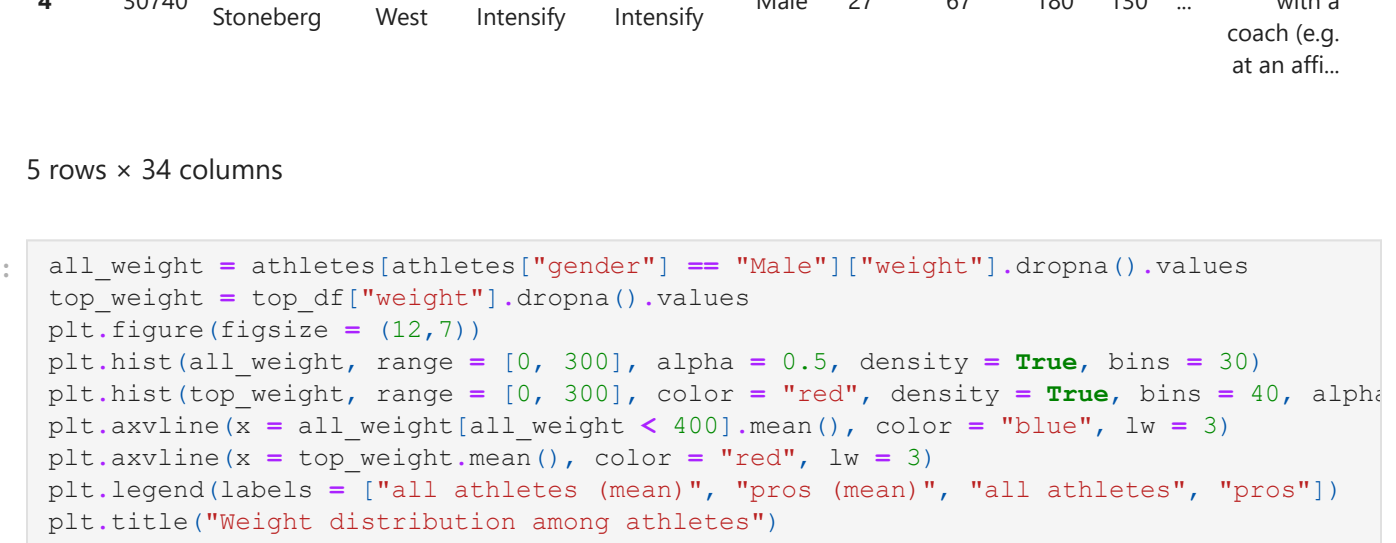 4 30740 Stoneberg West Intensify Intensify Male 27 67 180 130 ... with a
coach (e.g.
at an affi...
5 rows × 34 columns
: all_weight = athletes[athletes["gender"] == "Male"]["weight"].dropna().values
top_weight = top_df["weight"].dropna().values
plt.figure(figsize = (12,7))
plt.hist(all_weight, range = [0, 300], alpha = 0.5, density = True, bins = 30)
plt.hist(top_weight, range = [0, 300], color = "red", density = True, bins = 40, alpha
plt.axvline(x = all_weight[all_weight < 400].mean(), color = "blue", lw = 3)
plt.axvline(x = top_weight.mean(), color = "red", lw = 3)
plt.legend(labels = ["all athletes (mean)", "pros (mean)", "all athletes", "pros"])
plt.title("Weight distribution among athletes")